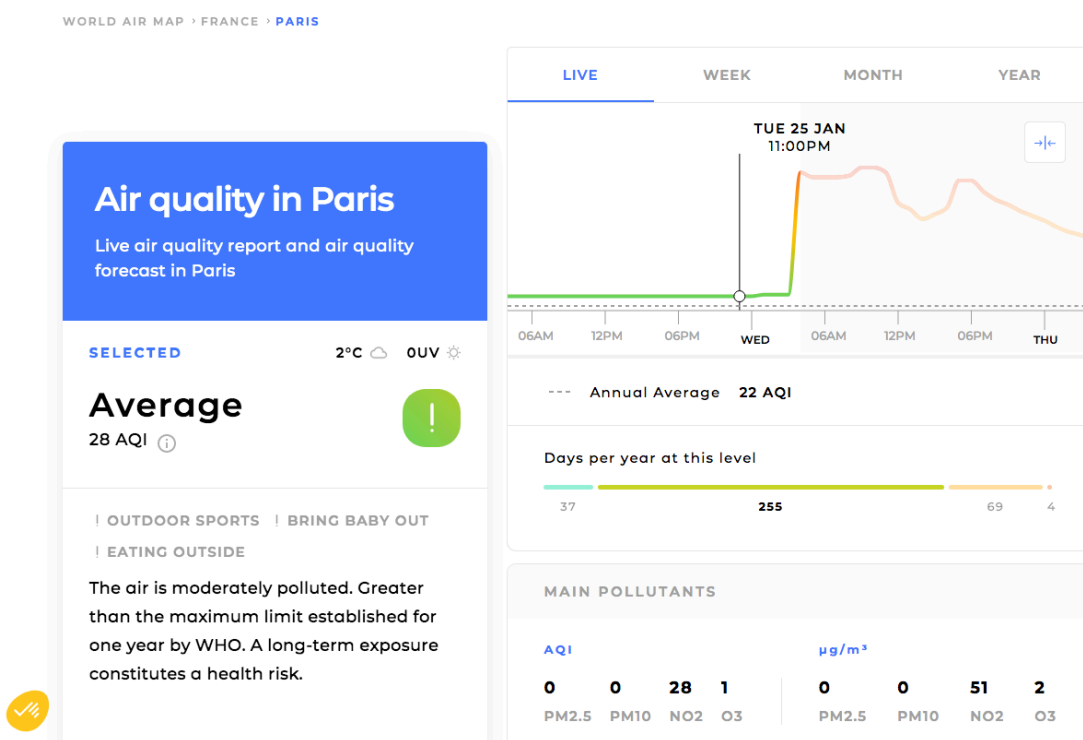 WORLD AIR MAP › FRANCE › PARIS
Air quality in Paris
Live air quality report and air quality
forecast in Paris
SELECTED 2°C 0UV
Average
28 AQI
! OUTDOOR SPORTS ! BRING BABY OUT
! EATING OUTSIDE
The air is moderately polluted. Greater
than the maximum limit established for
one year by WHO. A long-term exposure
constitutes a health risk.
LIVE WEEK MONTH YEAR
TUE 25 JAN
11:00PM
06AM 12PM 06PM WED 06AM 12PM 06PM THU
Annual Average 22 AQI
Days per year at this level
37 255 69 4
MAIN POLLUTANTS
AQI µg/m³
0 0 28 1 0 0 51 2
PM2.5 PM10 NO2 O3 PM2.5 PM10 NO2 O3